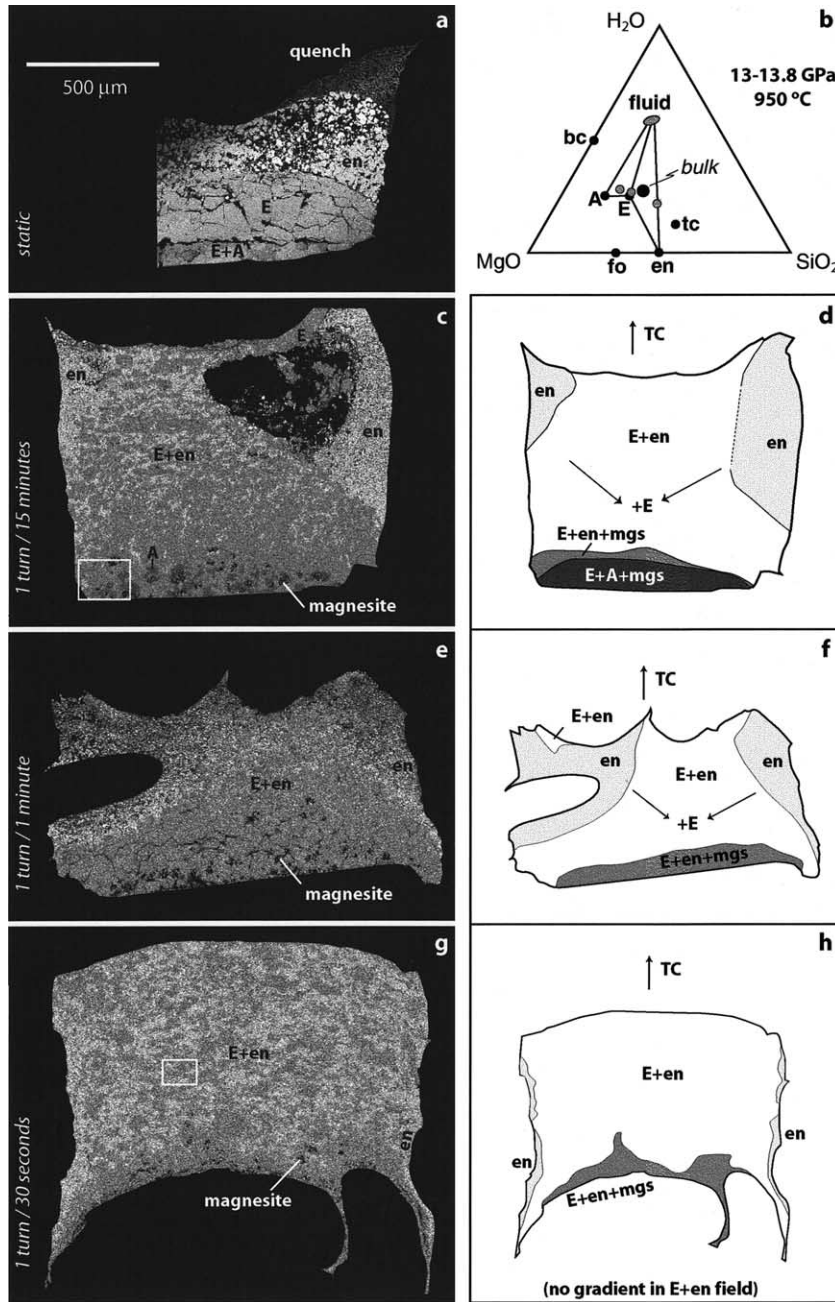 a
quench
500 μm
en
E
E+A
static
b
H₂O
13-13.8 GPa
950 ºC
fluid
bc
bulk
A
E
tc
MgO
fo
en
SiO₂
c
E
en
en
E+en
A
magnesite
1 turn / 15 minutes
d
TC
en
E+en
en
+E
E+en+mgs
E+A+mgs
e
E+en
en
magnesite
1 turn / 1 minute
f
TC
E+en
en
E+en
en
+E
E+en+mgs
g
E+en
en
magnesite
1 turn / 30 seconds
h
TC
E+en
en
en
E+en+mgs
(no gradient in E+en field)